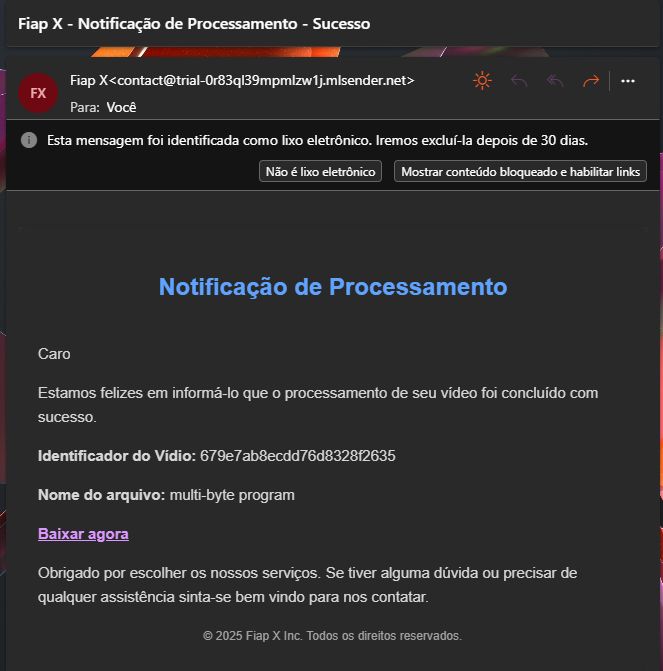 Fiap X - Notificação de Processamento - Sucesso
FX
Fiap X<contact@trial-0r83ql39mpmlzw1j.mlsender.net>
Para: Você
Esta mensagem foi identificada como lixo eletrônico. Iremos excluí-la depois de 30 dias.
Não é lixo eletrônico
Mostrar conteúdo bloqueado e habilitar links
Notificação de Processamento
Caro
Estamos felizes em informá-lo que o processamento de seu vídeo foi concluído com
sucesso.
Identificador do Vídio: 679e7ab8ecdd76d8328f2635
Nome do arquivo: multi-byte program
Baixar agora
Obrigado por escolher os nossos serviços. Se tiver alguma dúvida ou precisar de
qualquer assistência sinta-se bem vindo para nos contatar.
© 2025 Fiap X Inc. Todos os direitos reservados.